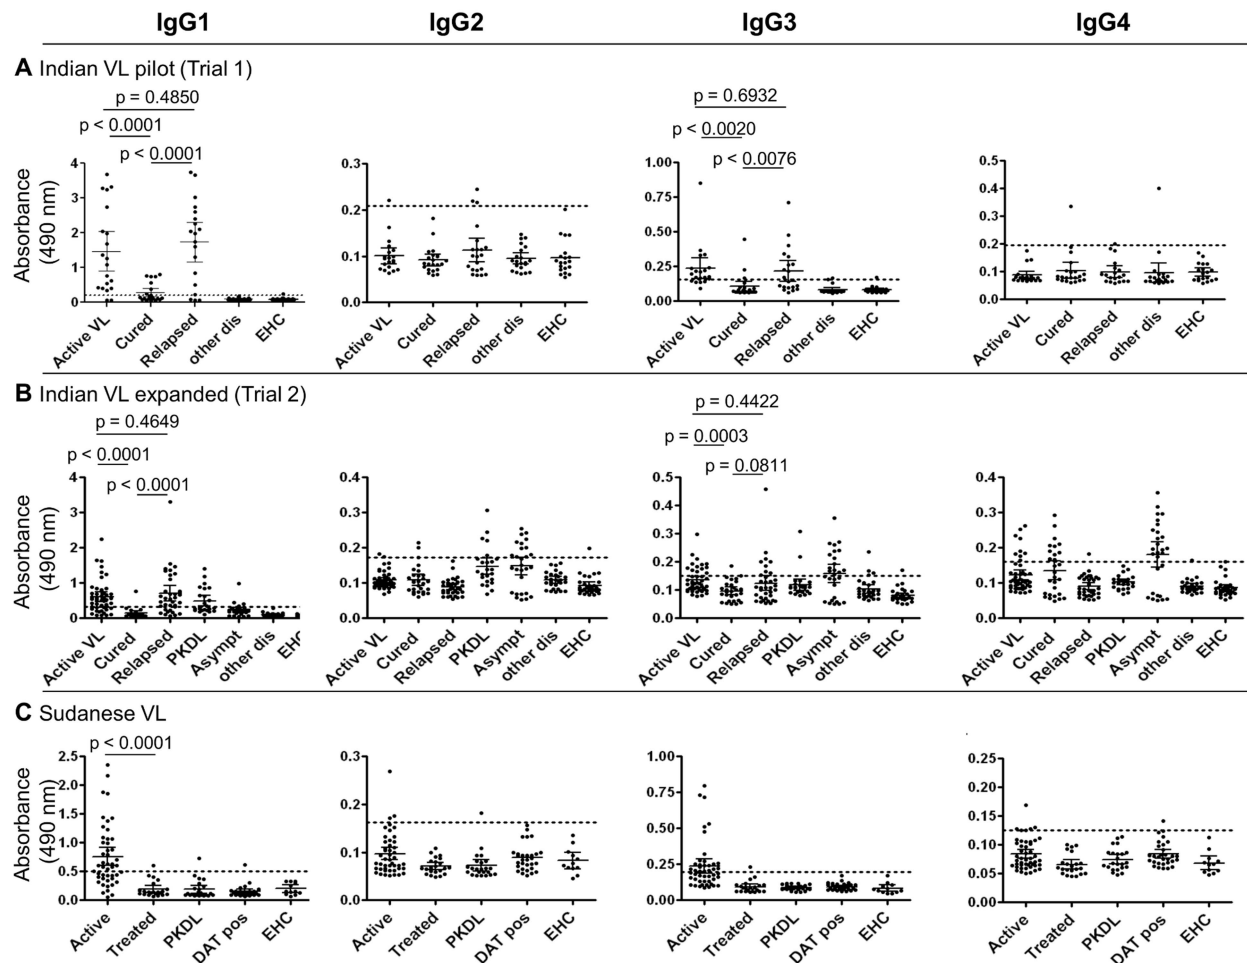 IgG1 IgG2 IgG3 IgG4
A Indian VL pilot (Trial 1)
p = 0.4850
p < 0.0001
p < 0.0001
Absorbance
(490 nm)
4
3
2
1
0
Active VL
Cured
Relapsed
other dis
EHC
0.3
0.2
0.1
0.0
Active VL
Cured
Relapsed
other dis
EHC
p = 0.6932
p < 0.0020
p < 0.0076
1.00
0.75
0.50
0.25
0.00
Active VL
Cured
Relapsed
other dis
EHC
0.5
0.4
0.3
0.2
0.1
0.0
Active VL
Cured
Relapsed
other dis
EHC
B Indian VL expanded (Trial 2)
p = 0.4649
p < 0.0001
p < 0.0001
Absorbance
(490 nm)
4
3
2
1
0
Active VL
Cured
Relapsed
PKDL
Asympt
other dis
EHC
0.4
0.3
0.2
0.1
0.0
Active VL
Cured
Relapsed
PKDL
Asympt
other dis
EHC
p = 0.4422
p = 0.0003
p = 0.0811
0.5
0.4
0.3
0.2
0.1
0.0
Active VL
Cured
Relapsed
PKDL
Asympt
other dis
EHC
0.4
0.3
0.2
0.1
0.0
Active VL
Cured
Relapsed
PKDL
Asympt
other dis
EHC
C Sudanese VL
p < 0.0001
Absorbance
(490 nm)
2.5
2.0
1.5
1.0
0.5
0.0
Active
Treated
PKDL
DAT pos
EHC
0.3
0.2
0.1
0.0
Active
Treated
PKDL
DAT pos
EHC
1.00
0.75
0.50
0.25
0.00
Active
Treated
PKDL
DAT pos
EHC
0.25
0.20
0.15
0.10
0.05
0.00
Active
Treated
PKDL
DAT pos
EHC